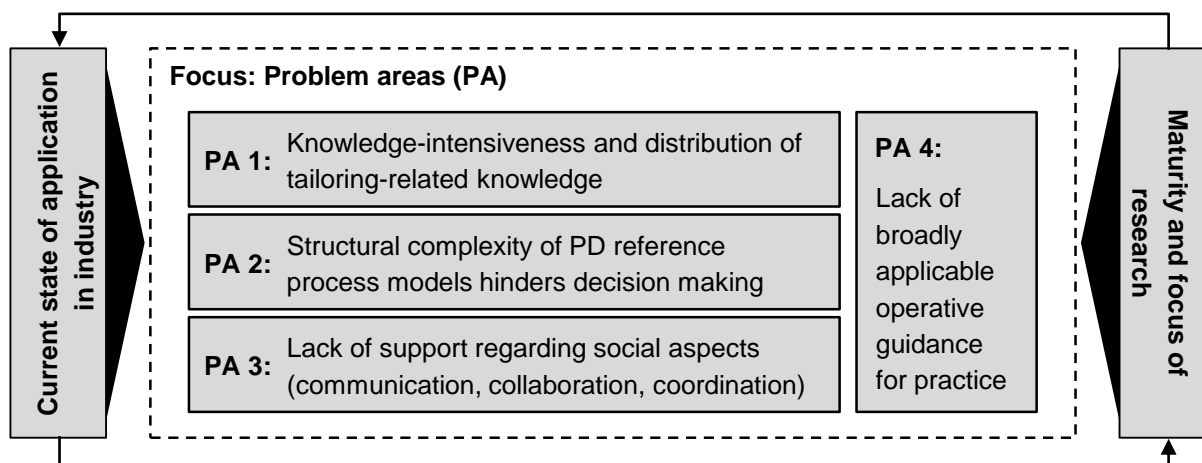 Current state of application
in industry
Focus: Problem areas (PA)
PA 1:
Knowledge-intensiveness and distribution of
tailoring-related knowledge
PA 2:
Structural complexity of PD reference
process models hinders decision making
PA 3:
Lack of support regarding social aspects
(communication, collaboration, coordination)
PA 4:
Lack of
broadly
applicable
operative
guidance
for practice
Maturity and focus of
research